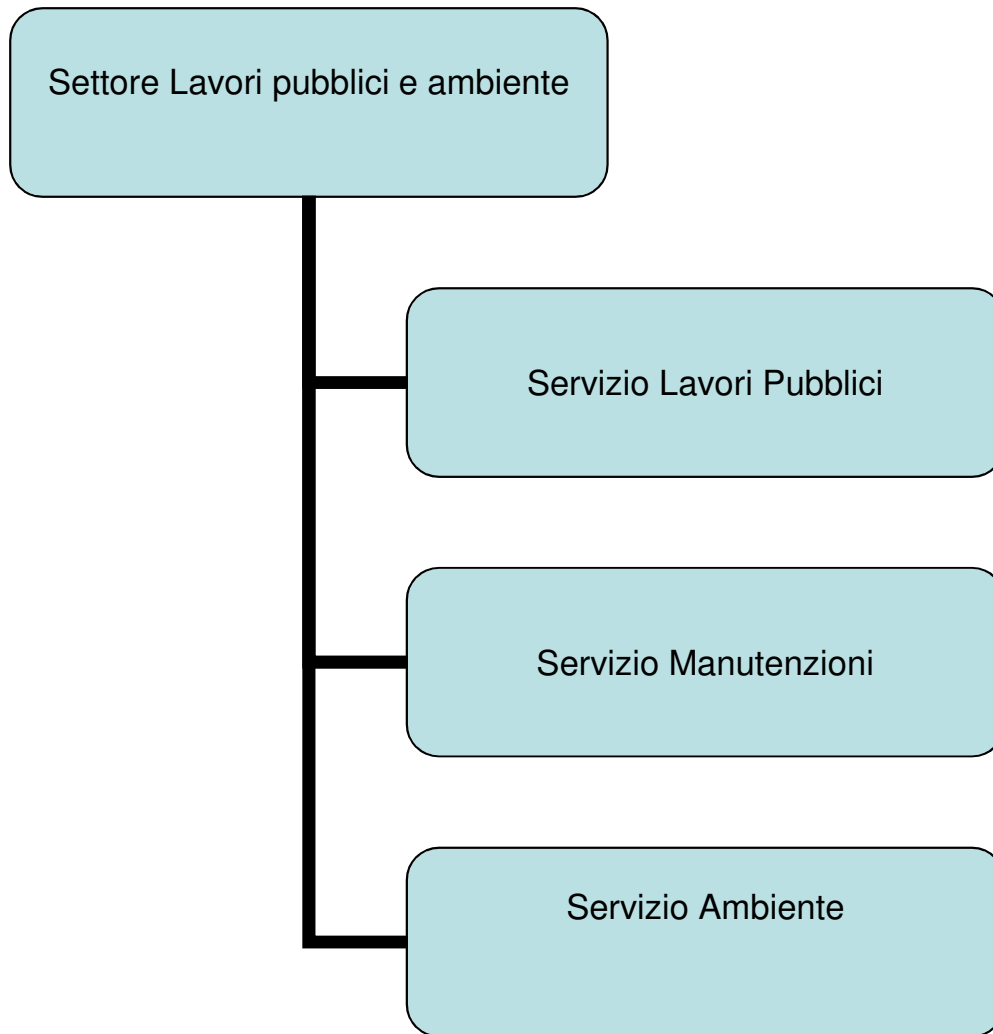 Settore Lavori pubblici e ambiente
Servizio Lavori Pubblici
Servizio Manutenzioni
Servizio Ambiente